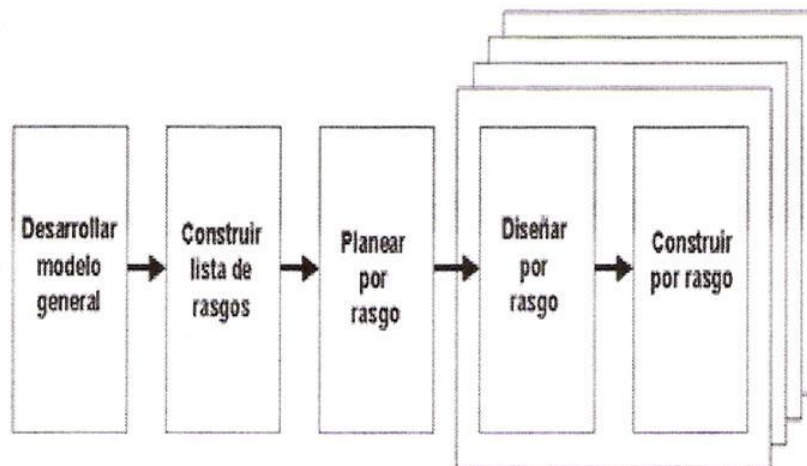 Desarrollar
modelo
general
Construir
lista de
rasgos
Planear
por
rasgo
Diseñar
por
rasgo
Construir
por rasgo